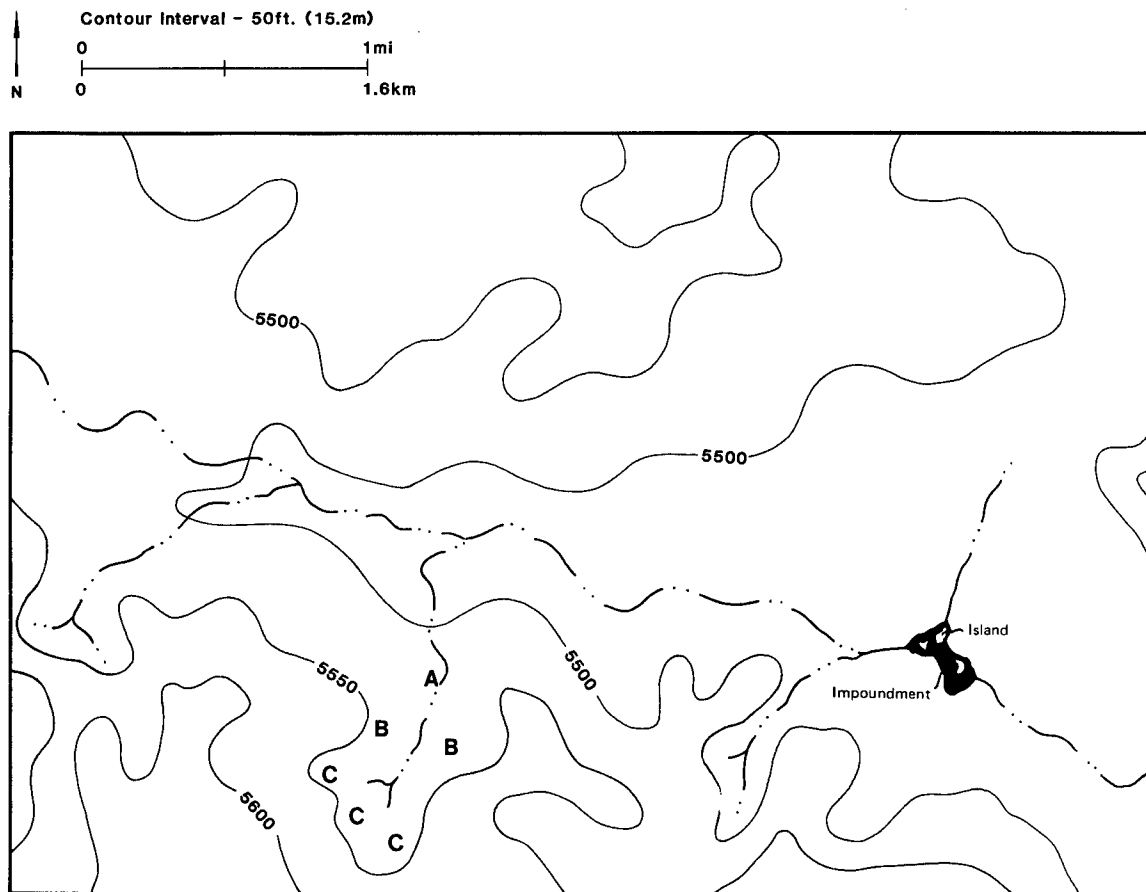 Contour Interval - 50ft. (15.2m)
0 1mi
N 0 1.6km
5500
5500
Island
5550
5500
A
Impoundment
B
B
C
5600
C
C